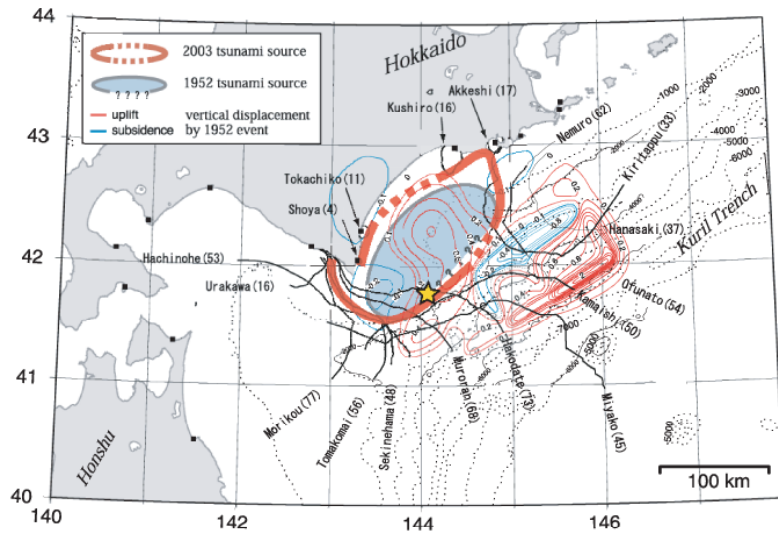 44
43
42
41
40
140
142
144
146
2003 tsunami source
1952 tsunami source
? ? ? ?
uplift
subsidence
vertical displacement
by 1952 event
Hokkaido
Akkeshi(17)
Kushiro(16)
Nemuro(62)
Kiritappu(33)
Tokachiko(11)
Shoya(4)
Hanasaki(37)
Kuril Trench
Hachinohe(53)
Urakawa(16)
Ofunato(54)
Kamaishi(50)
Morikou(77)
Tomakomai(56)
Sekinehama(48)
Muroran(68)
Hakodate(73)
Miyako(45)
Honshu
100 km
-1000
-2000
-3000
-4000
-5000
-6000
-7000
-5000
-5000